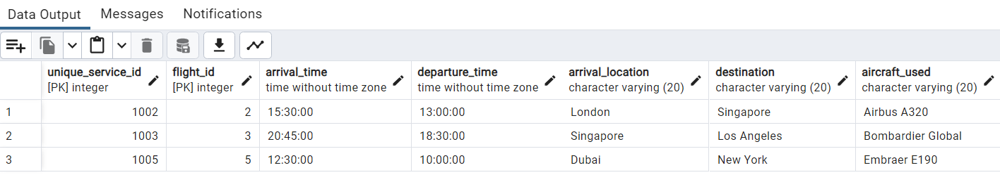 Data Output Messages Notifications
unique_service_id flight_id arrival_time departure_time arrival_location destination aircraft_used
[PK] integer [PK] integer time without time zone time without time zone character varying (20) character varying (20) character varying (20)
1 1002 2 15:30:00 13:00:00 London Singapore Airbus A320
2 1003 3 20:45:00 18:30:00 Singapore Los Angeles Bombardier Global
3 1005 5 12:30:00 10:00:00 Dubai New York Embraer E190